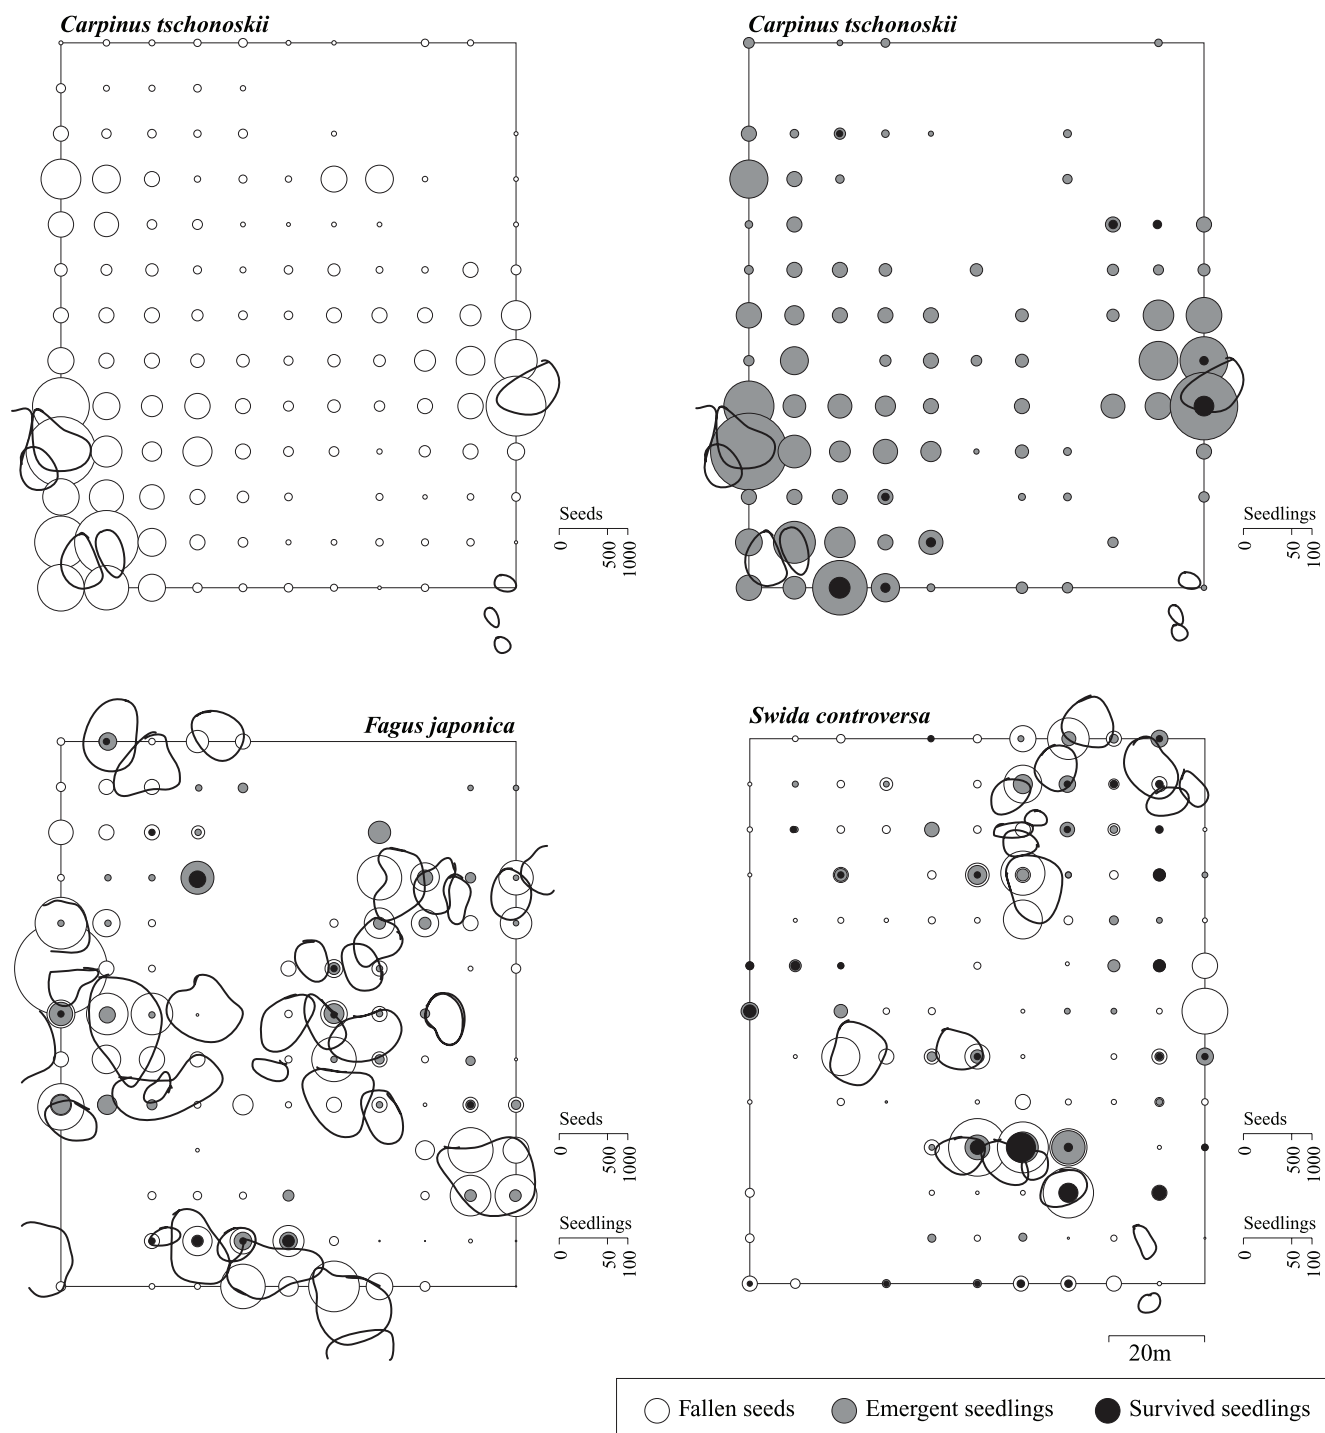 Carpinus tschonoskii
Carpinus tschonoskii
Seeds
0 500 1000
Seedlings
0 50 100
Fagus japonica
Swida controversa
Seeds
0 500 1000
Seedlings
0 50 100
Seeds
0 500 1000
Seedlings
0 50 100
20m
Fallen seeds Emergent seedlings Survived seedlings